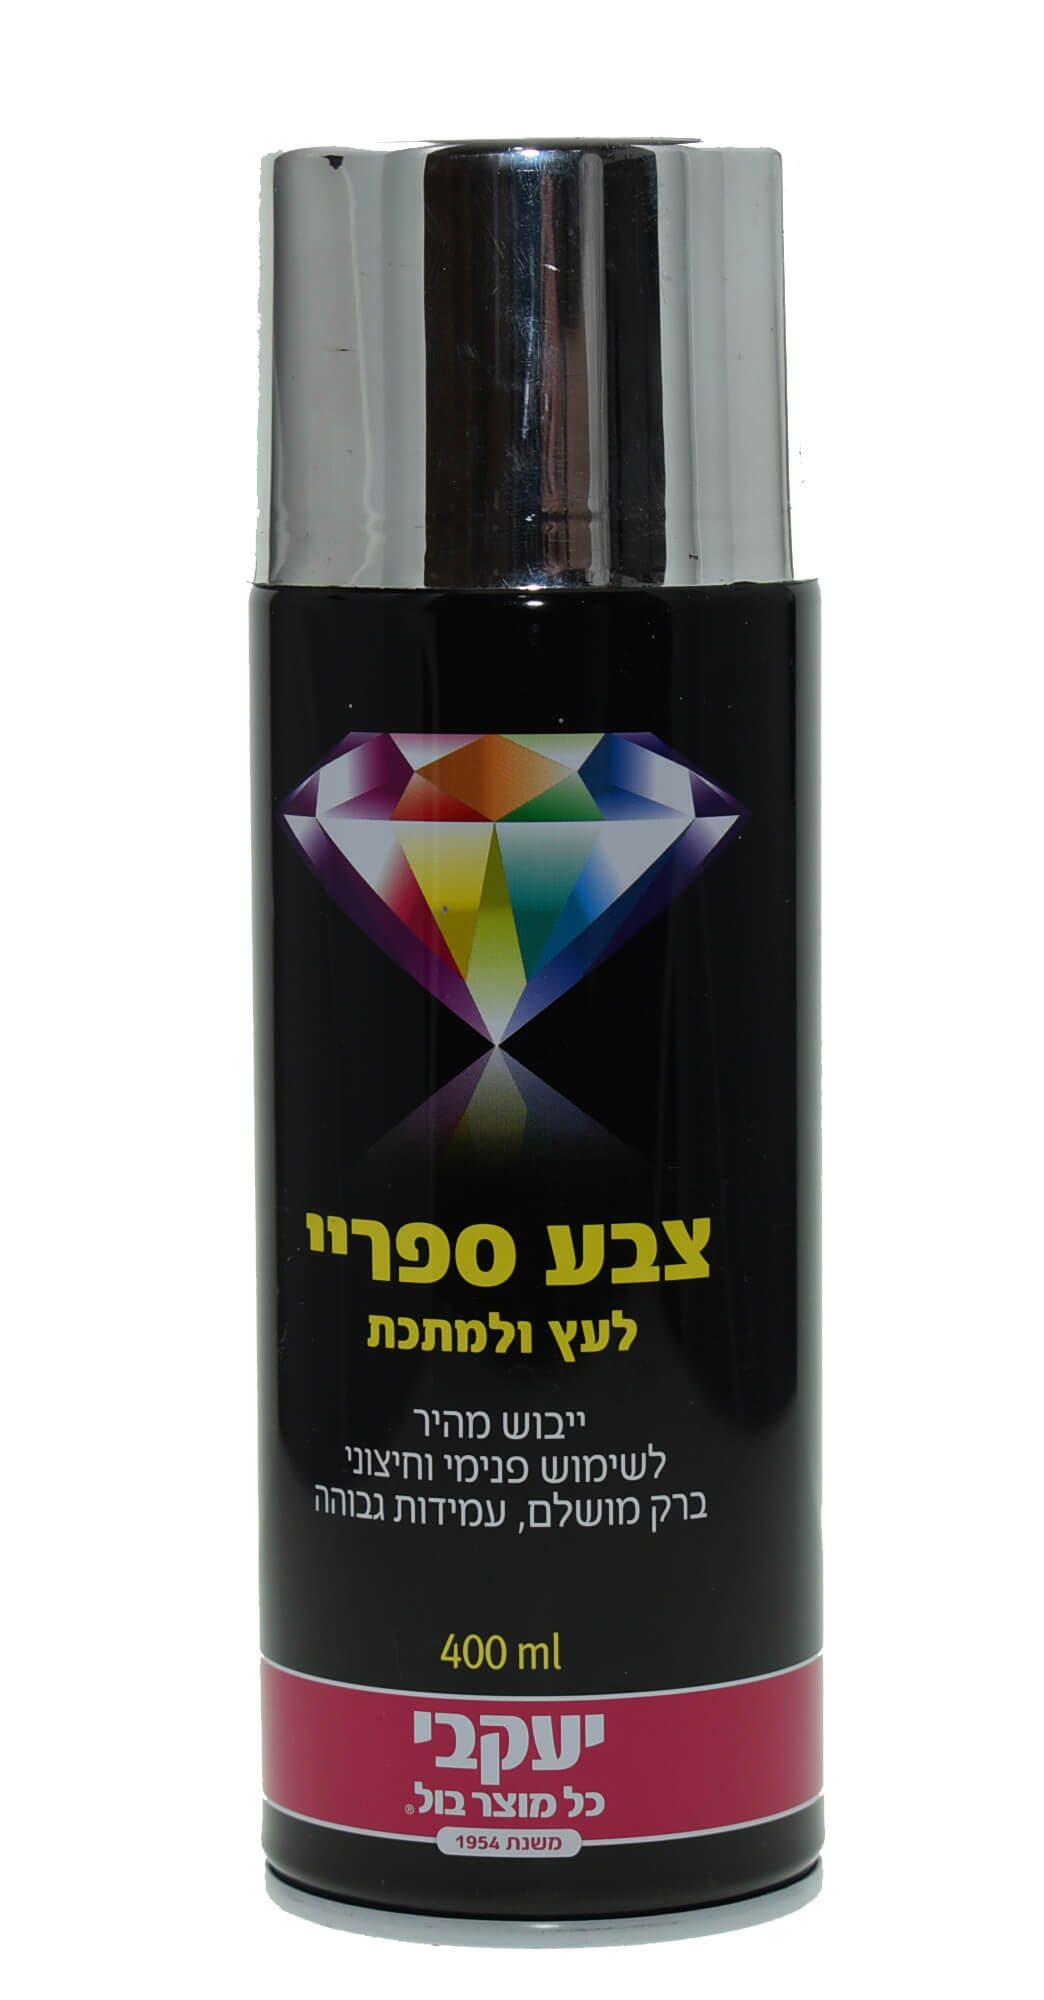 צבע ספריי
לעץ ולמתכת
ייבוש מהיר
לשימוש פנימי וחיצוני
ברק מושלם, עמידות גבוהה
400 ml
יעקבי
כל מוצר בול®
משנת 1954